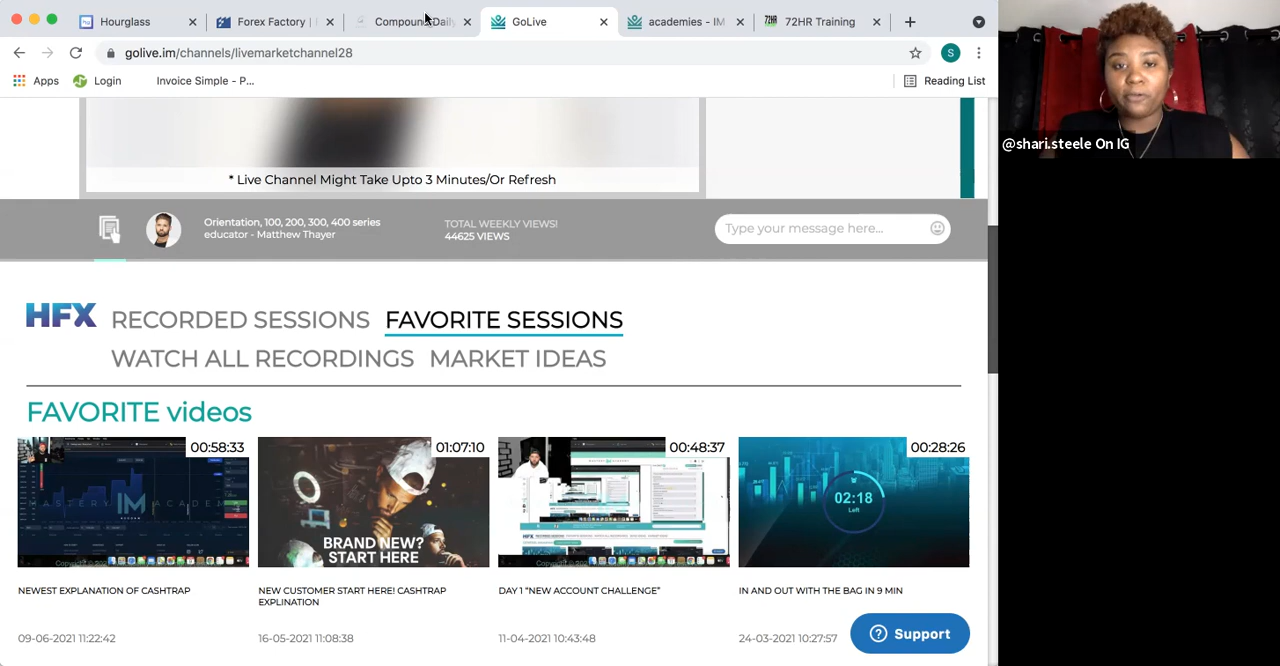 Hourglass
Forex Factory |
Compound Daily
GoLive
academies - IM
72HR Training
golive.im/channels/livemarketchannel28
S
Apps
Login
Invoice Simple - P...
Reading List
@shari.steele On IG
* Live Channel Might Take Upto 3 Minutes/Or Refresh
Orientation, 100, 200, 300, 400 series
educator - Matthew Thayer
TOTAL WEEKLY VIEWS!
44625 VIEWS
Type your message here...
HFX
RECORDED SESSIONS
FAVORITE SESSIONS
WATCH ALL RECORDINGS
MARKET IDEAS
FAVORITE videos
00:58:33
01:07:10
00:48:37
00:28:26
BRAND NEW?
START HERE
02:18
Left
NEWEST EXPLANATION OF CASHTRAP
NEW CUSTOMER START HERE! CASHTRAP
EXPLINATION
DAY 1 "NEW ACCOUNT CHALLENGE"
IN AND OUT WITH THE BAG IN 9 MIN
09-06-2021 11:22:42
16-05-2021 11:08:38
11-04-2021 10:43:48
24-03-2021 10:27:57
Support